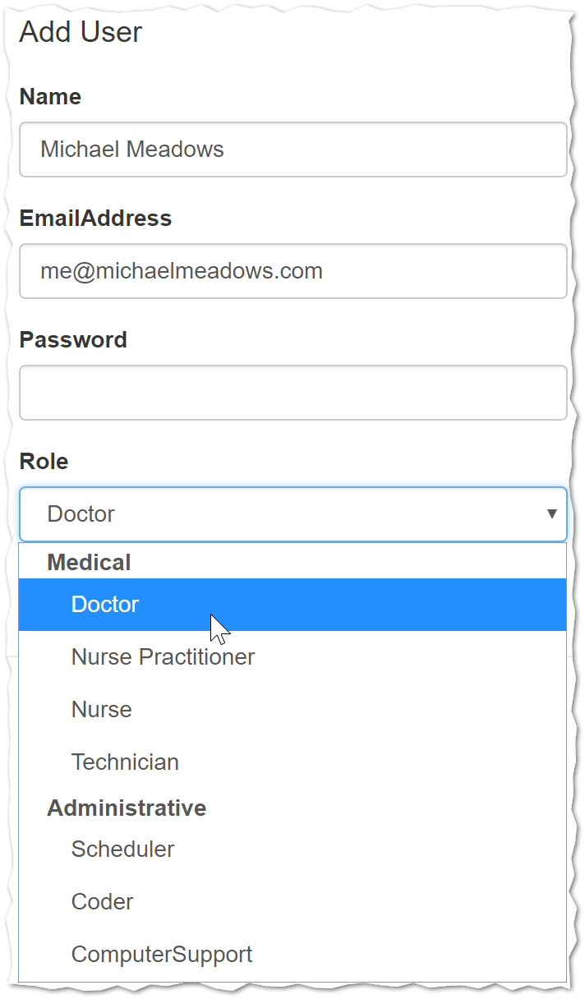 Add User
Name
Michael Meadows
EmailAddress
me@michaelmeadows.com
Password
Role
Doctor
Medical
Doctor
Nurse Practitioner
Nurse
Technician
Administrative
Scheduler
Coder
ComputerSupport